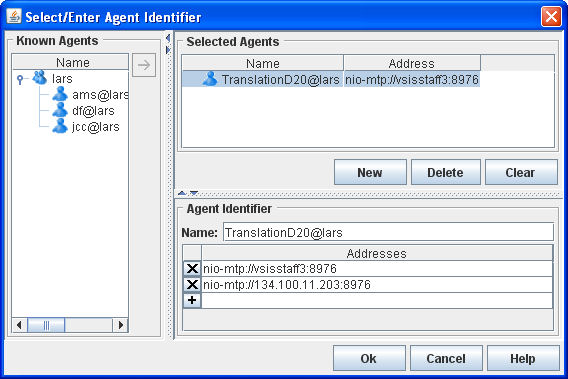 Select/Enter Agent Identifier
Known Agents
Name
lars
ams@lars
df@lars
jcc@lars
Selected Agents
Name Address
TranslationD20@lars nio-mtp://vsisstaff3:8976
New Delete Clear
Agent Identifier
Name: TranslationD20@lars
Addresses
nio-mtp://vsisstaff3:8976
nio-mtp://134.100.11.203:8976
Ok Cancel Help